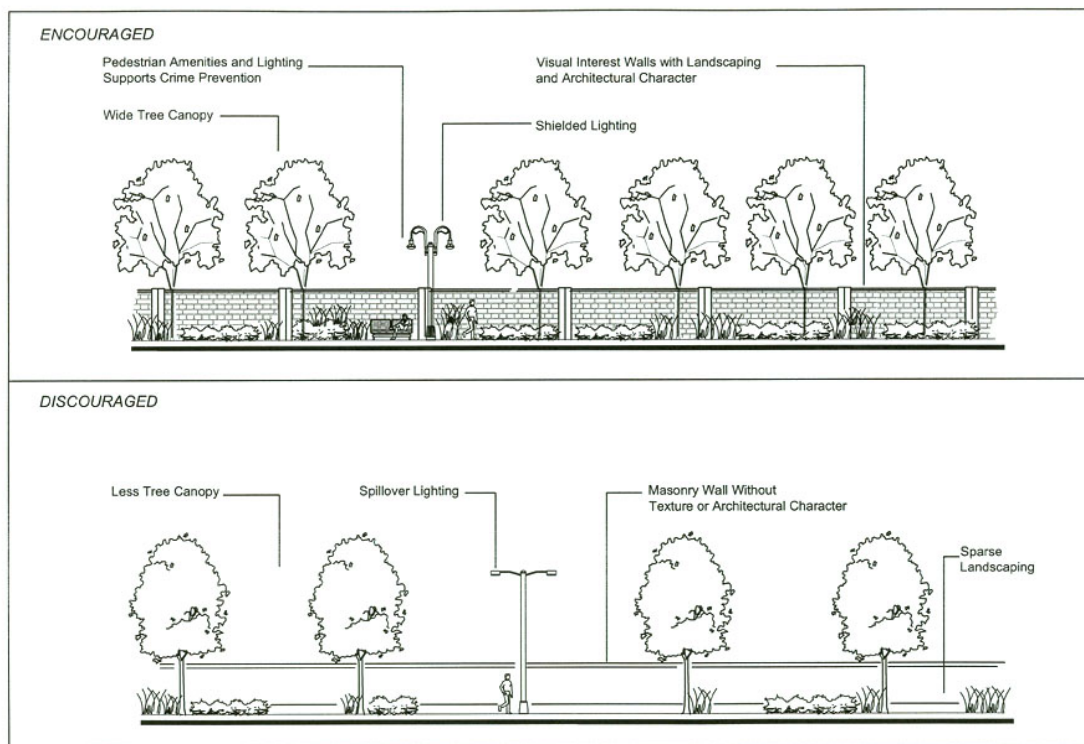 ENCOURAGED
Pedestrian Amenities and Lighting
Supports Crime Prevention
Visual Interest Walls with Landscaping
and Architectural Character
Wide Tree Canopy
Shielded Lighting
DISCOURAGED
Less Tree Canopy
Spillover Lighting
Masonry Wall Without
Texture or Architectural Character
Sparse
Landscaping